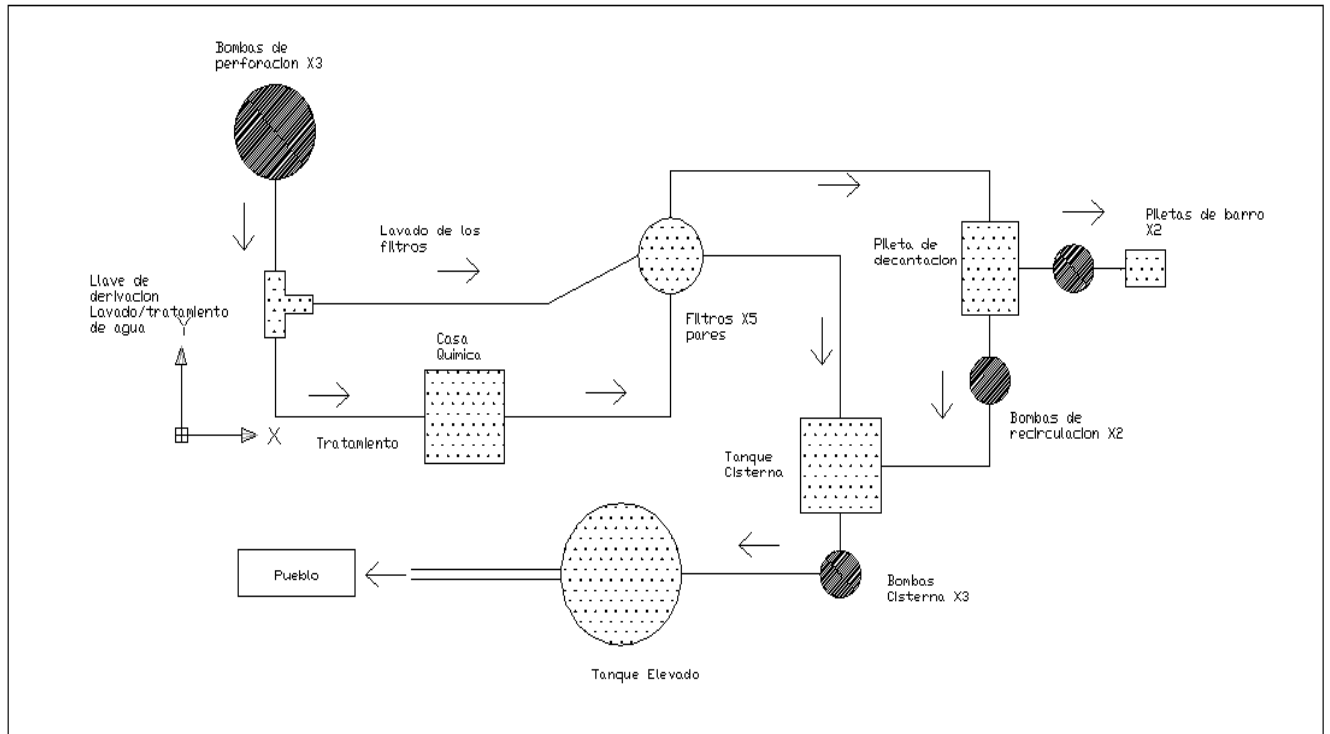 Bombas de
perforacion X3
Lavado de los
filtros
Piletas de barro
X2
Pileta de
decantacion
Llave de
derivacion
Lavado/tratamiento
de agua
Y
X
Filtros X5
pares
Casa
Quimica
Tratamiento
Bombas de
recirculacion X2
Tanque
Cisterna
Pueblo
Bombas
Cisterna X3
Tanque Elevado